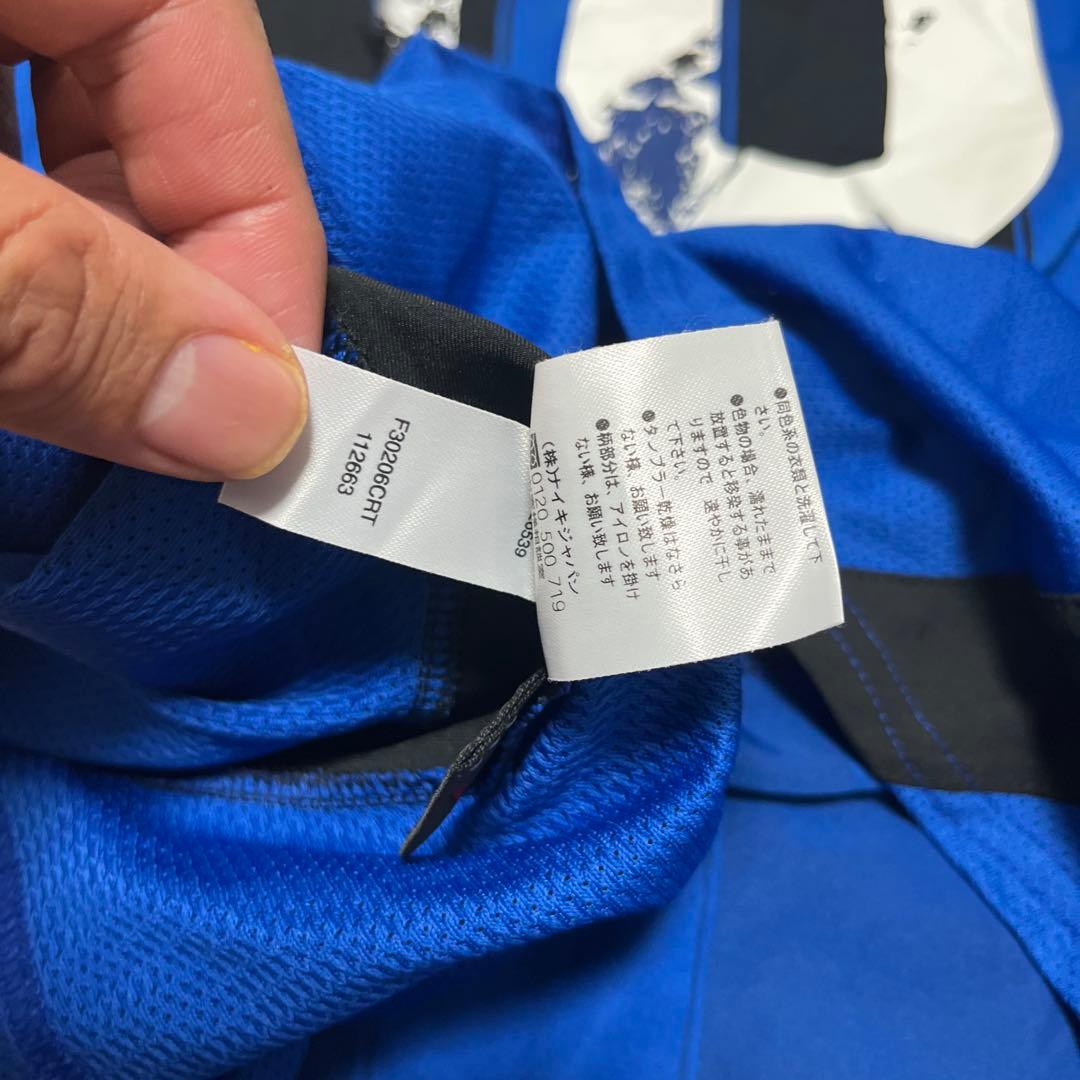 F30206CRT
112663
●同色系の衣類と洗濯して下
さい。
●色物の場合、濡れたままで
放置すると移染する事があ
りますので 速やかに干し
て下さい。
●タンブラー乾燥はなさら
ない様、お願い致します
●柄部分は、アイロンを掛け
ない様、お願い致します
(株)ナイキジャパン
0120 500 719
0539